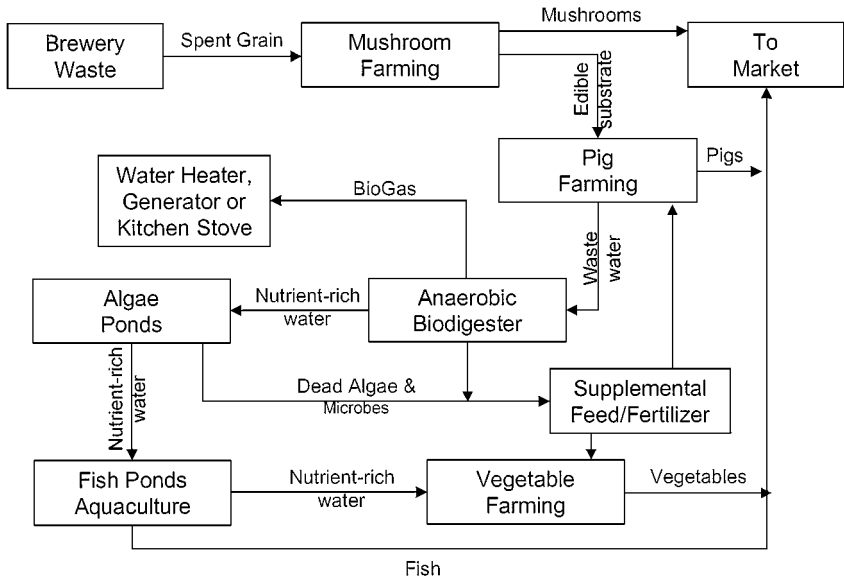 Mushrooms
Brewery
Waste
Spent Grain
Mushroom
Farming
To
Market
Edible
substrate
Pig
Farming
Pigs
Water Heater,
Generator or
Kitchen Stove
BioGas
Waste
water
Algae
Ponds
Nutrient-rich
water
Anaerobic
Biodigester
Nutrient-rich
water
Dead Algae &
Microbes
Supplemental
Feed/Fertilizer
Fish Ponds
Aquaculture
Nutrient-rich
water
Vegetable
Farming
Vegetables
Fish